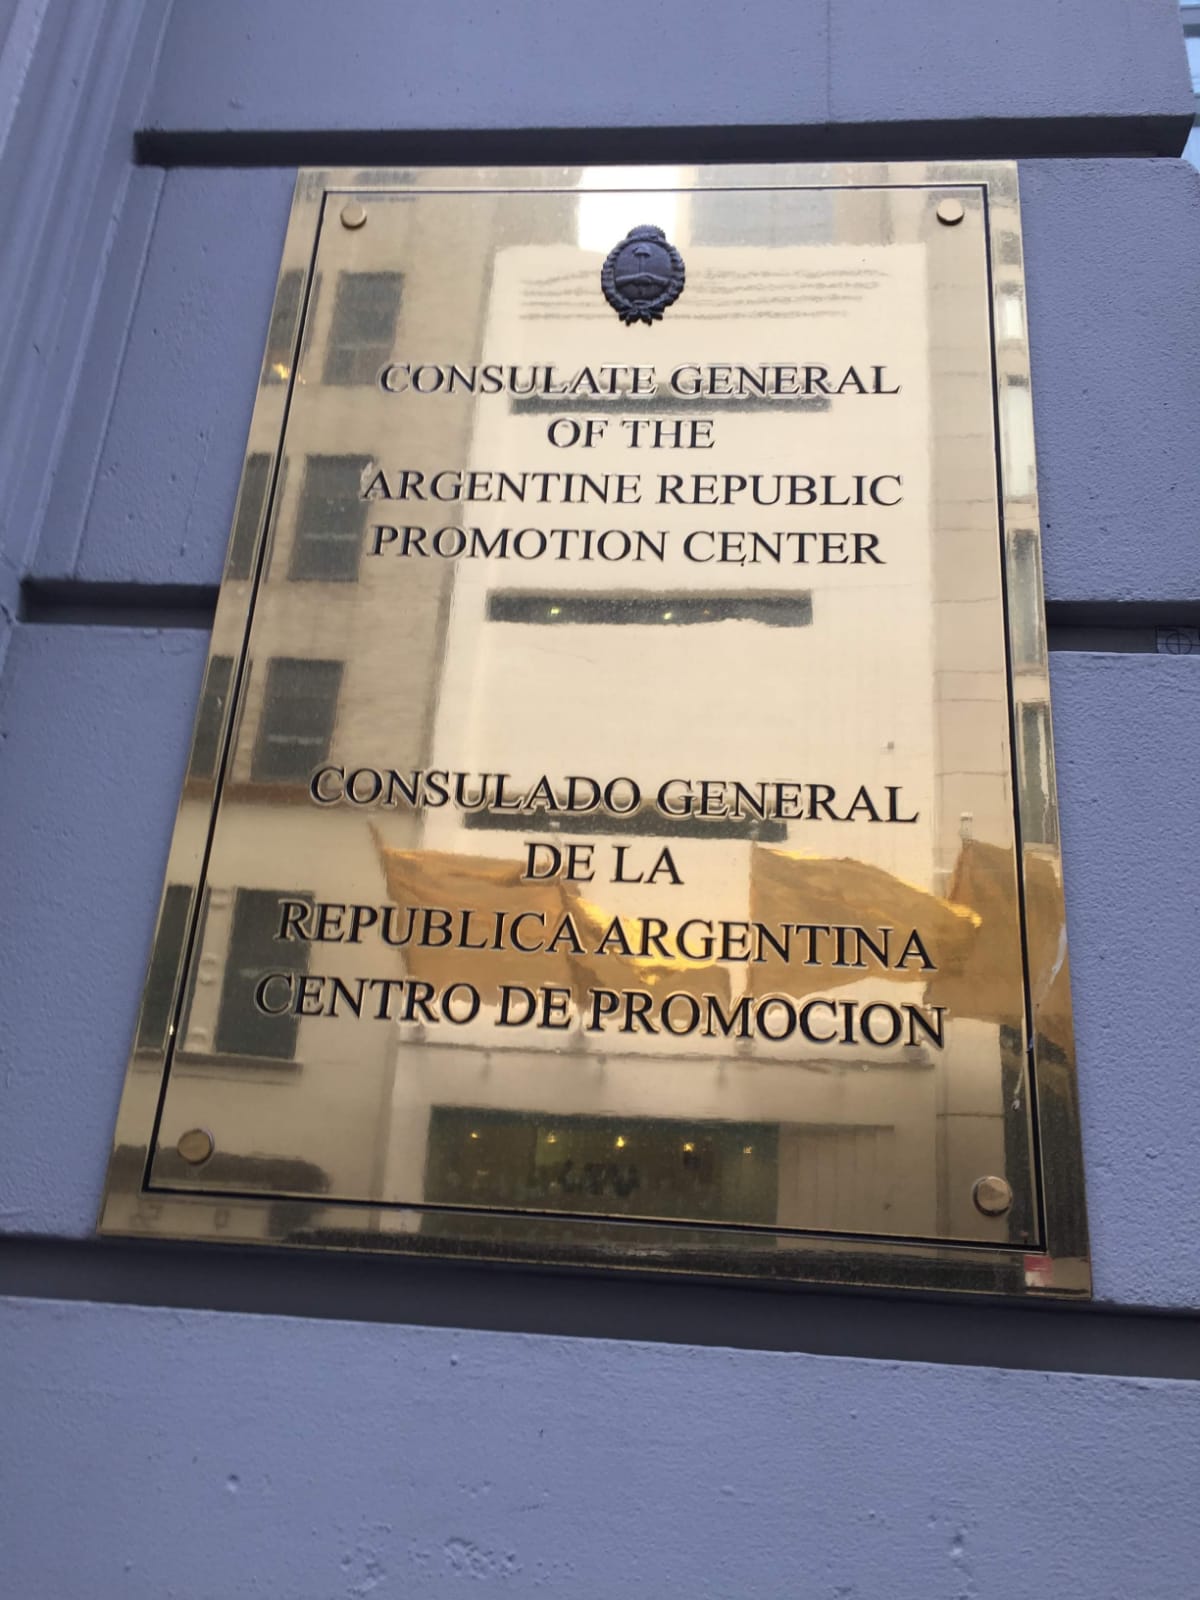 CONSULATE GENERAL
OF THE
ARGENTINE REPUBLIC
PROMOTION CENTER
CONSULADO GENERAL
DE LA
REPUBLICA ARGENTINA
CENTRO DE PROMOCION